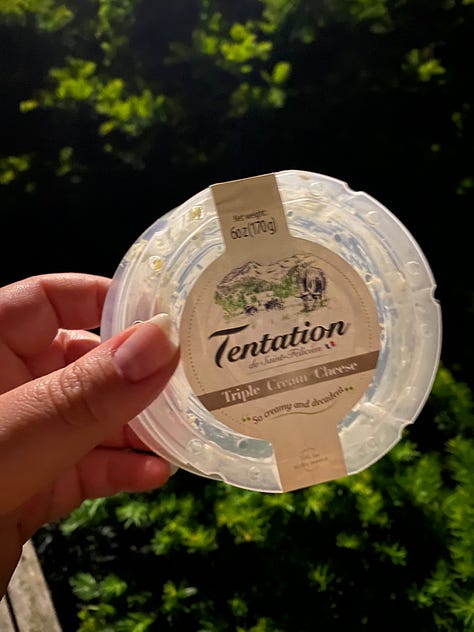 Net weight:
6oz (170g)
Tentation
de Saint-Félicien
Triple Cream Cheese
So creamy and decadent